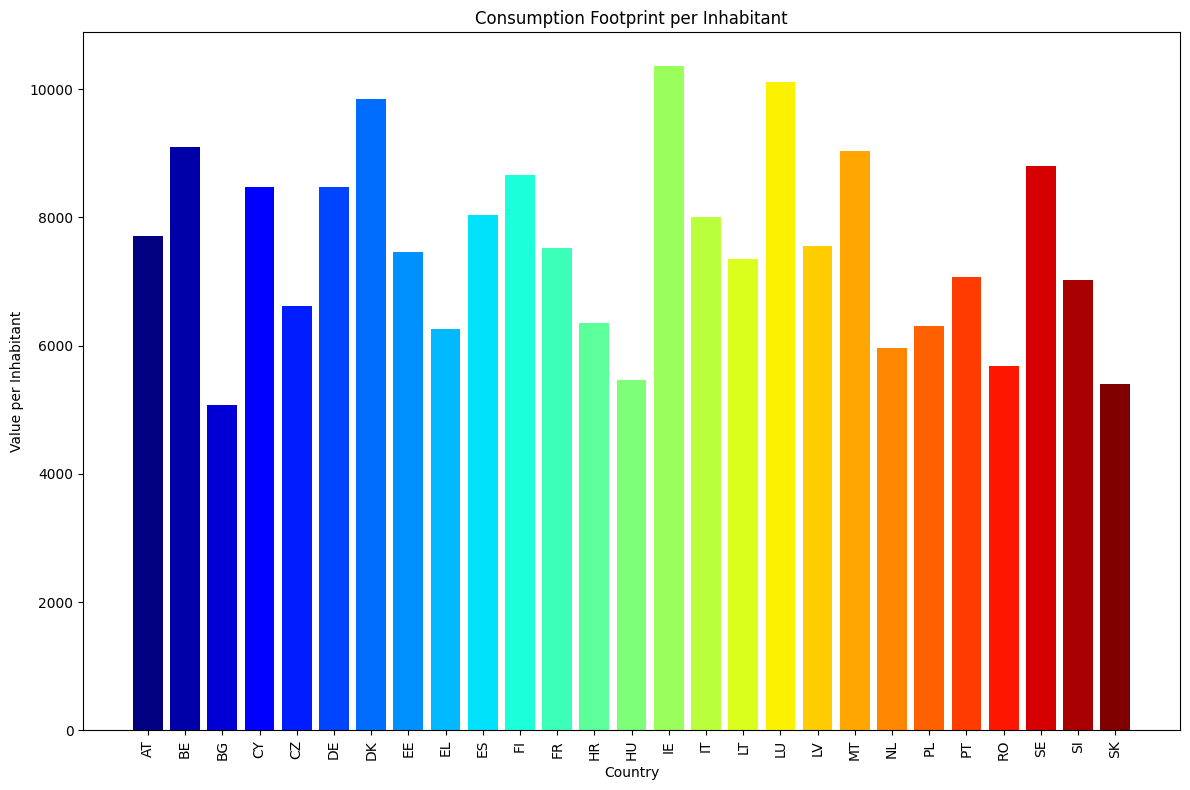 Consumption Footprint per Inhabitant
Value per Inhabitant
10000
8000
6000
4000
2000
0
AT BE BG CY CZ DE DK EE EL ES FI FR HR HU IE IT LT LU LV MT NL PL PT RO SE SI SK
Country